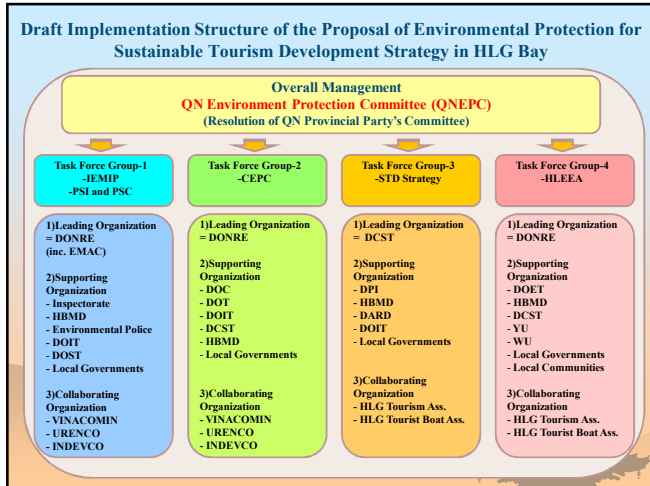 Draft Implementation Structure of the Proposal of Environmental Protection for
Sustainable Tourism Development Strategy in HLG Bay
Overall Management
QN Environment Protection Committee (QNEPC)
(Resolution of QN Provincial Party's Committee)
Task Force Group-1
-IEMIP
-PSI and PSC
1)Leading Organization
= DONRE
(inc. EMAC)
2)Supporting
Organization
- Inspectorate
- HBMD
- Environmental Police
- DOIT
- DOST
- Local Governments
3)Collaborating
Organization
- VINACOMIN
- URENCO
- INDEVCO
Task Force Group-2
-CEPC
1)Leading Organization
= DONRE
2)Supporting
Organization
- DOC
- DOT
- DOIT
- DCST
- HBMD
- Local Governments
3)Collaborating
Organization
- VINACOMIN
- URENCO
- INDEVCO
Task Force Group-3
-STD Strategy
1)Leading Organization
= DCST
2)Supporting
Organization
- DPI
- HBMD
- DARD
- DOIT
- Local Governments
3)Collaborating
Organization
- HLG Tourism Ass.
- HLG Tourist Boat Ass.
Task Force Group-4
-HLEEA
1)Leading Organization
= DONRE
2)Supporting
Organization
- DOET
- HBMD
- DCST
- YU
- WU
- Local Governments
- Local Communities
3)Collaborating
Organization
- HLG Tourism Ass.
- HLG Tourist Boat Ass.